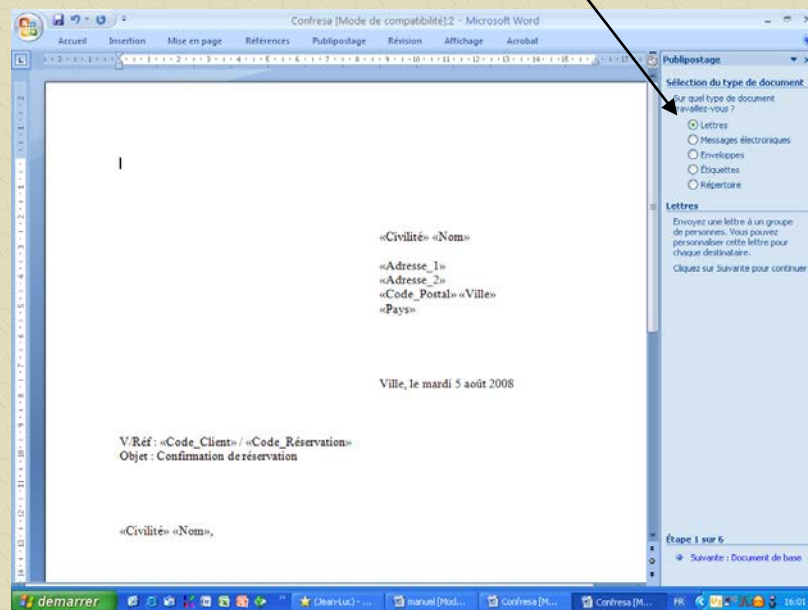 Confresa [Mode de compatibilité]:2 - Microsoft Word
Accueil Insertion Mise en page Références Publipostage Révision Affichage Acrobat
Publipostage
Sélection du type de document
Sur quel type de document
travaillez-vous ?
Lettres
Messages électroniques
Enveloppes
Étiquettes
Répertoire
Lettres
Envoyez une lettre à un groupe
de personnes. Vous pouvez
personnaliser cette lettre pour
chaque destinataire.
Cliquez sur Suivante pour continuer
«Civilité» «Nom»
«Adresse_1»
«Adresse_2»
«Code_Postal» «Ville»
«Pays»
Ville, le mardi 5 août 2008
V/Réf : «Code_Client» / «Code_Réservation»
Objet : Confirmation de réservation
«Civilité» «Nom»,
Étape 1 sur 6
Suivante : Document de base
démarrer (Jean-Luc) - ... manuel [Mod... Confresa [M... Confresa [M... FR